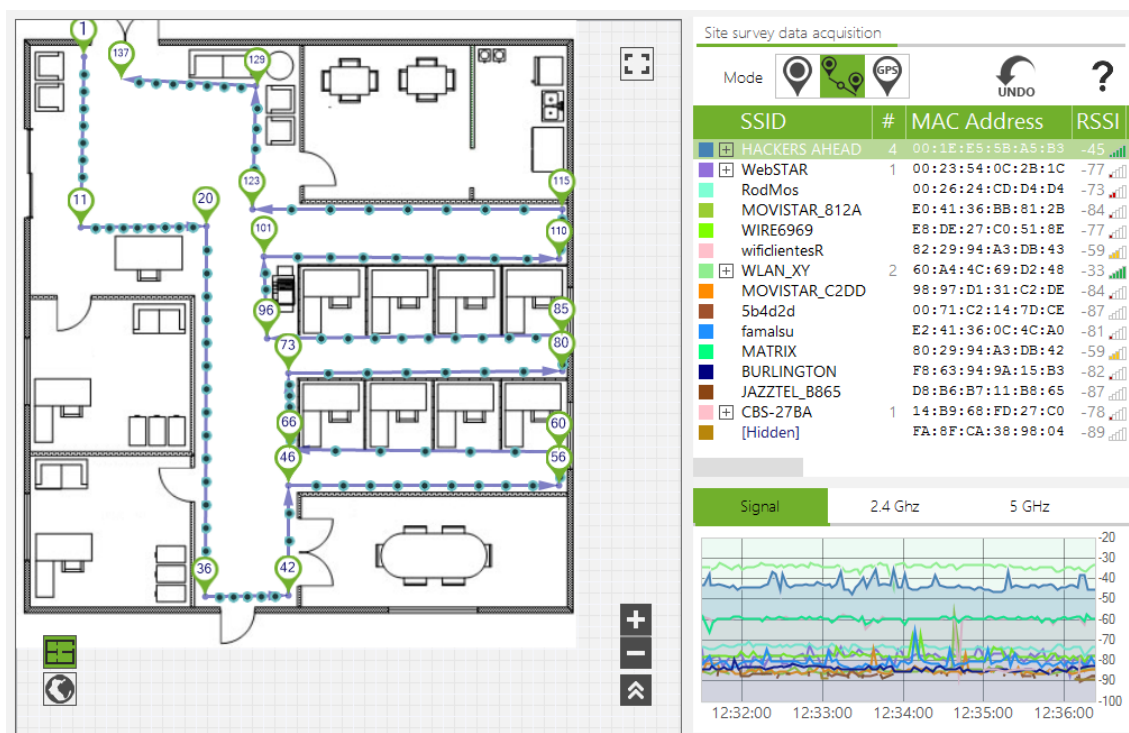 1
137
129
11
20
123
115
101
110
96
85
73
80
66
60
46
56
36
42
Site survey data acquisition
Mode GPS UNDO ?
SSID # MAC Address RSSI
HACKERS AHEAD 4 00:1E:E5:5B:A5:B3 -45
WebSTAR 1 00:23:54:0C:2B:1C -77
RodMos 00:26:24:CD:D4:D4 -73
MOVISTAR_812A E0:41:36:BB:81:2B -84
WIRE6969 E8:DE:27:C0:51:8E -77
wificlientesR 82:29:94:A3:DB:43 -59
WLAN_XY 2 60:A4:4C:69:D2:48 -33
MOVISTAR_C2DD 98:97:D1:31:C2:DE -84
5b4d2d 00:71:C2:14:7D:CE -87
famalsu E2:41:36:0C:4C:A0 -81
MATRIX 80:29:94:A3:DB:42 -59
BURLINGTON F8:63:94:9A:15:B3 -82
JAZZTEL_B865 D8:B6:B7:11:B8:65 -87
CBS-27BA 1 14:B9:68:FD:27:C0 -78
[Hidden] FA:8F:CA:38:98:04 -89
Signal 2.4 Ghz 5 GHz
-20
-30
-40
-50
-60
-70
-80
-90
-100
12:32:00 12:33:00 12:34:00 12:35:00 12:36:00